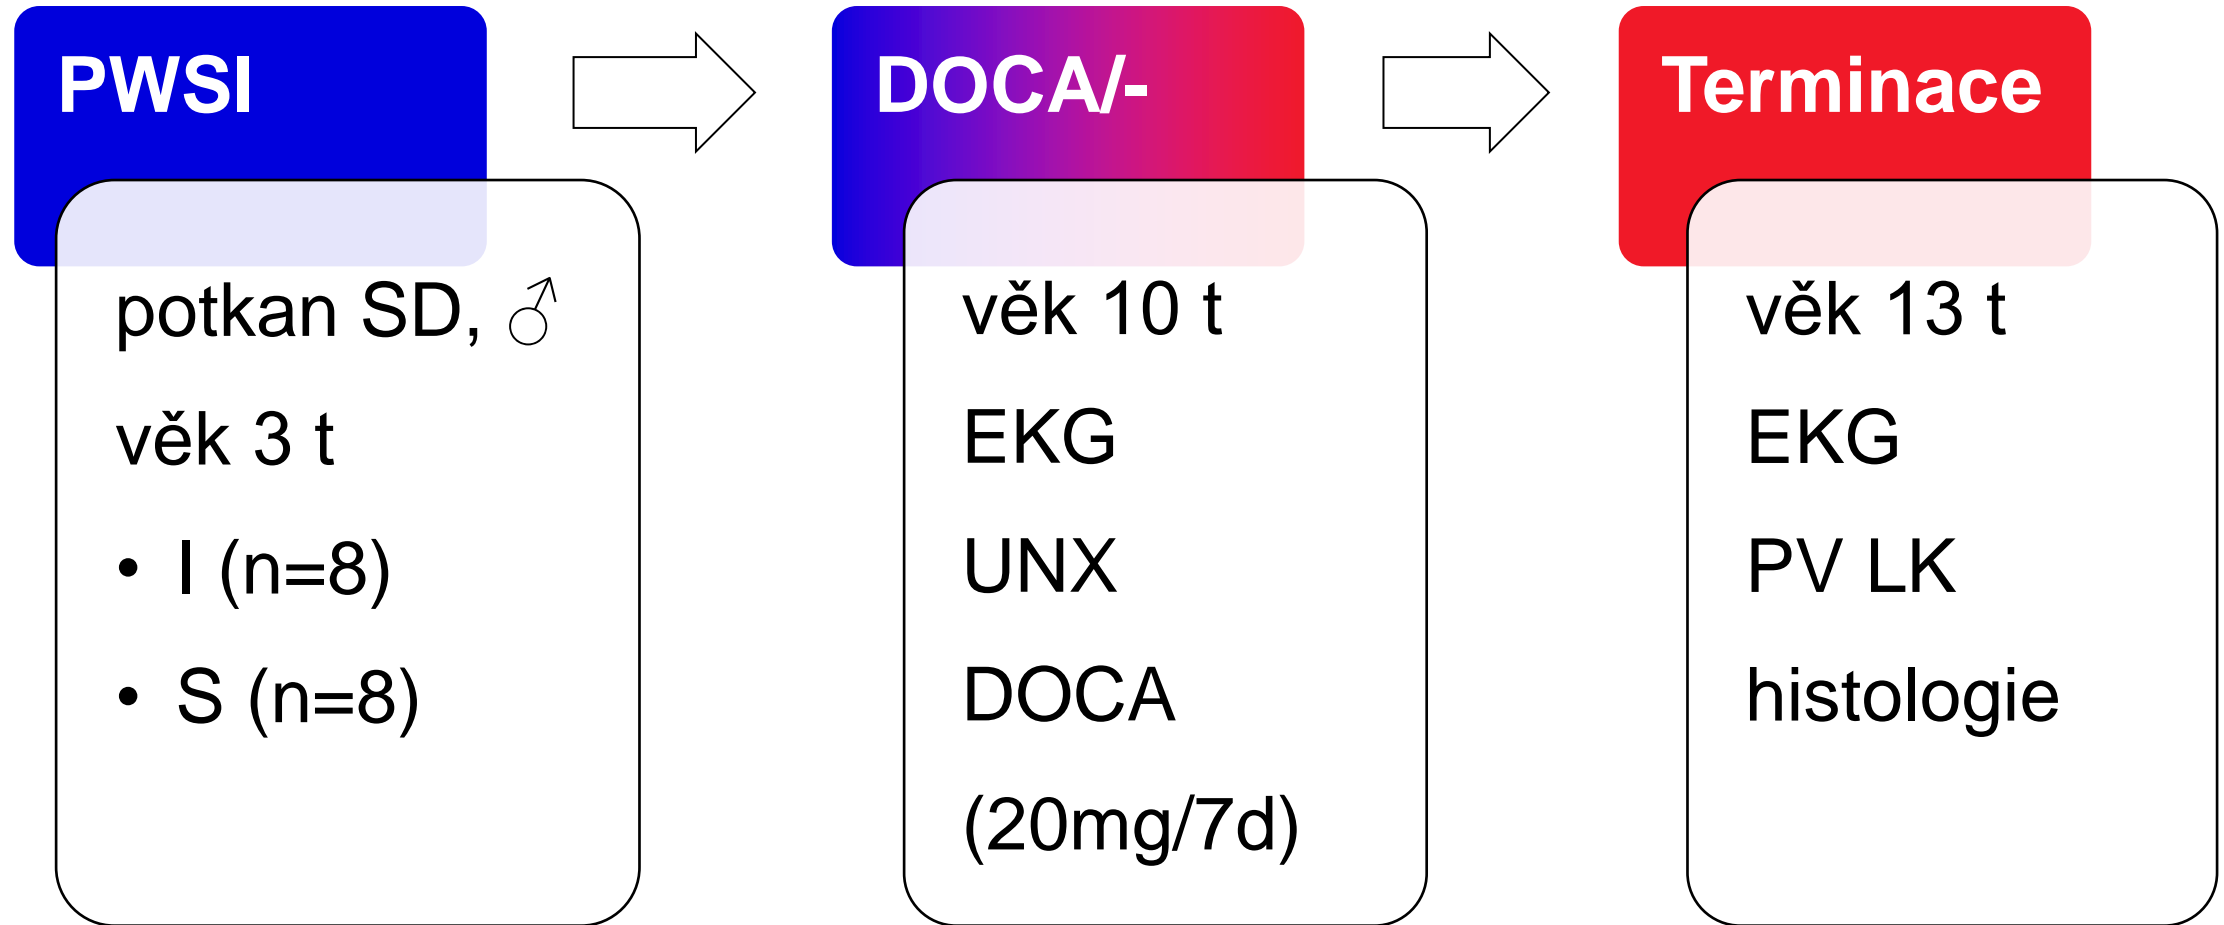 PWSI
potkan SD, ♂
věk 3 t
• I (n=8)
• S (n=8)
DOCA/-
věk 10 t
EKG
UNX
DOCA
(20mg/7d)
Terminace
věk 13 t
EKG
PV LK
histologie